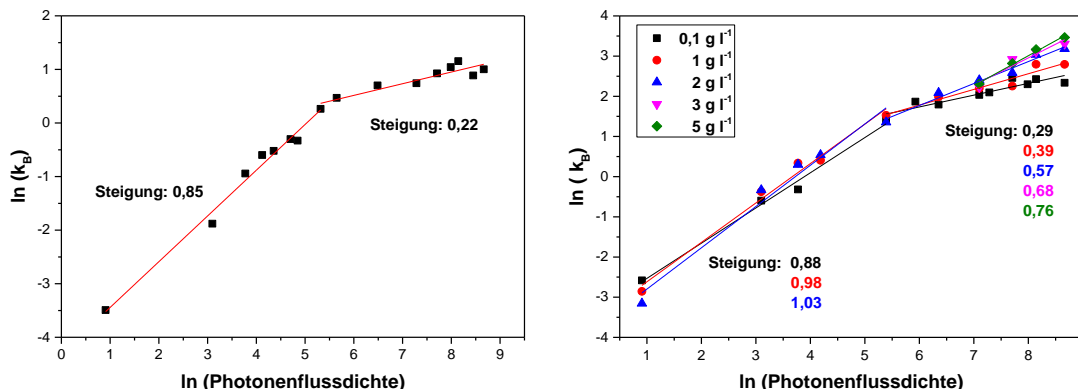 2
1
0
-1
-2
-3
-4
ln (k_B)
Steigung: 0,22
Steigung: 0,85
0 1 2 3 4 5 6 7 8 9
ln (Photonenflussdichte)
4
3
2
1
0
-1
-2
-3
-4
ln ( k_B)
0,1 g l⁻¹
1 g l⁻¹
2 g l⁻¹
3 g l⁻¹
5 g l⁻¹
Steigung: 0,29
0,39
0,57
0,68
0,76
Steigung: 0,88
0,98
1,03
1 2 3 4 5 6 7 8
ln (Photonenflussdichte)